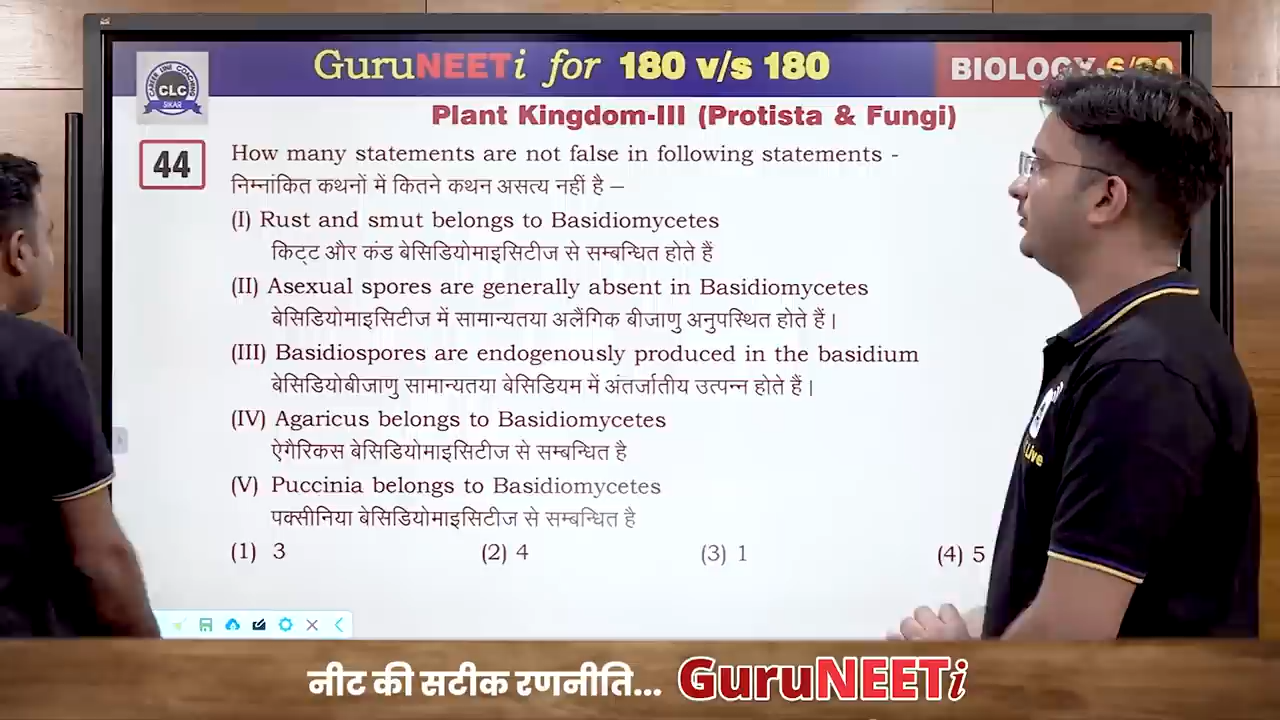 CAREER LINE COACHING
CLC
SIKAR
GuruNEETi for 180 v/s 180
Plant Kingdom-III (Protista & Fungi)
44
How many statements are not false in following statements -
निम्नांकित कथनों में कितने कथन असत्य नहीं है –
(I) Rust and smut belongs to Basidiomycetes
किट्ट और कंड बेसिडियोमाइसिटीज से सम्बन्धित होते हैं
(II) Asexual spores are generally absent in Basidiomycetes
बेसिडियोमाइसिटीज में सामान्यतया अलैंगिक बीजाणु अनुपस्थित होते हैं।
(III) Basidiospores are endogenously produced in the basidium
बेसिडियोबीजाणु सामान्यतया बेसिडियम में अंतर्जातीय उत्पन्न होते हैं।
(IV) Agaricus belongs to Basidiomycetes
ऐगैरिकस बेसिडियोमाइसिटीज से सम्बन्धित है
(V) Puccinia belongs to Basidiomycetes
पक्सीनिया बेसिडियोमाइसिटीज से सम्बन्धित है
(1) 3 (2) 4 (3) 1 (4) 5
BIOLOGY
Live
नीट की सटीक रणनीति... GuruNEETi